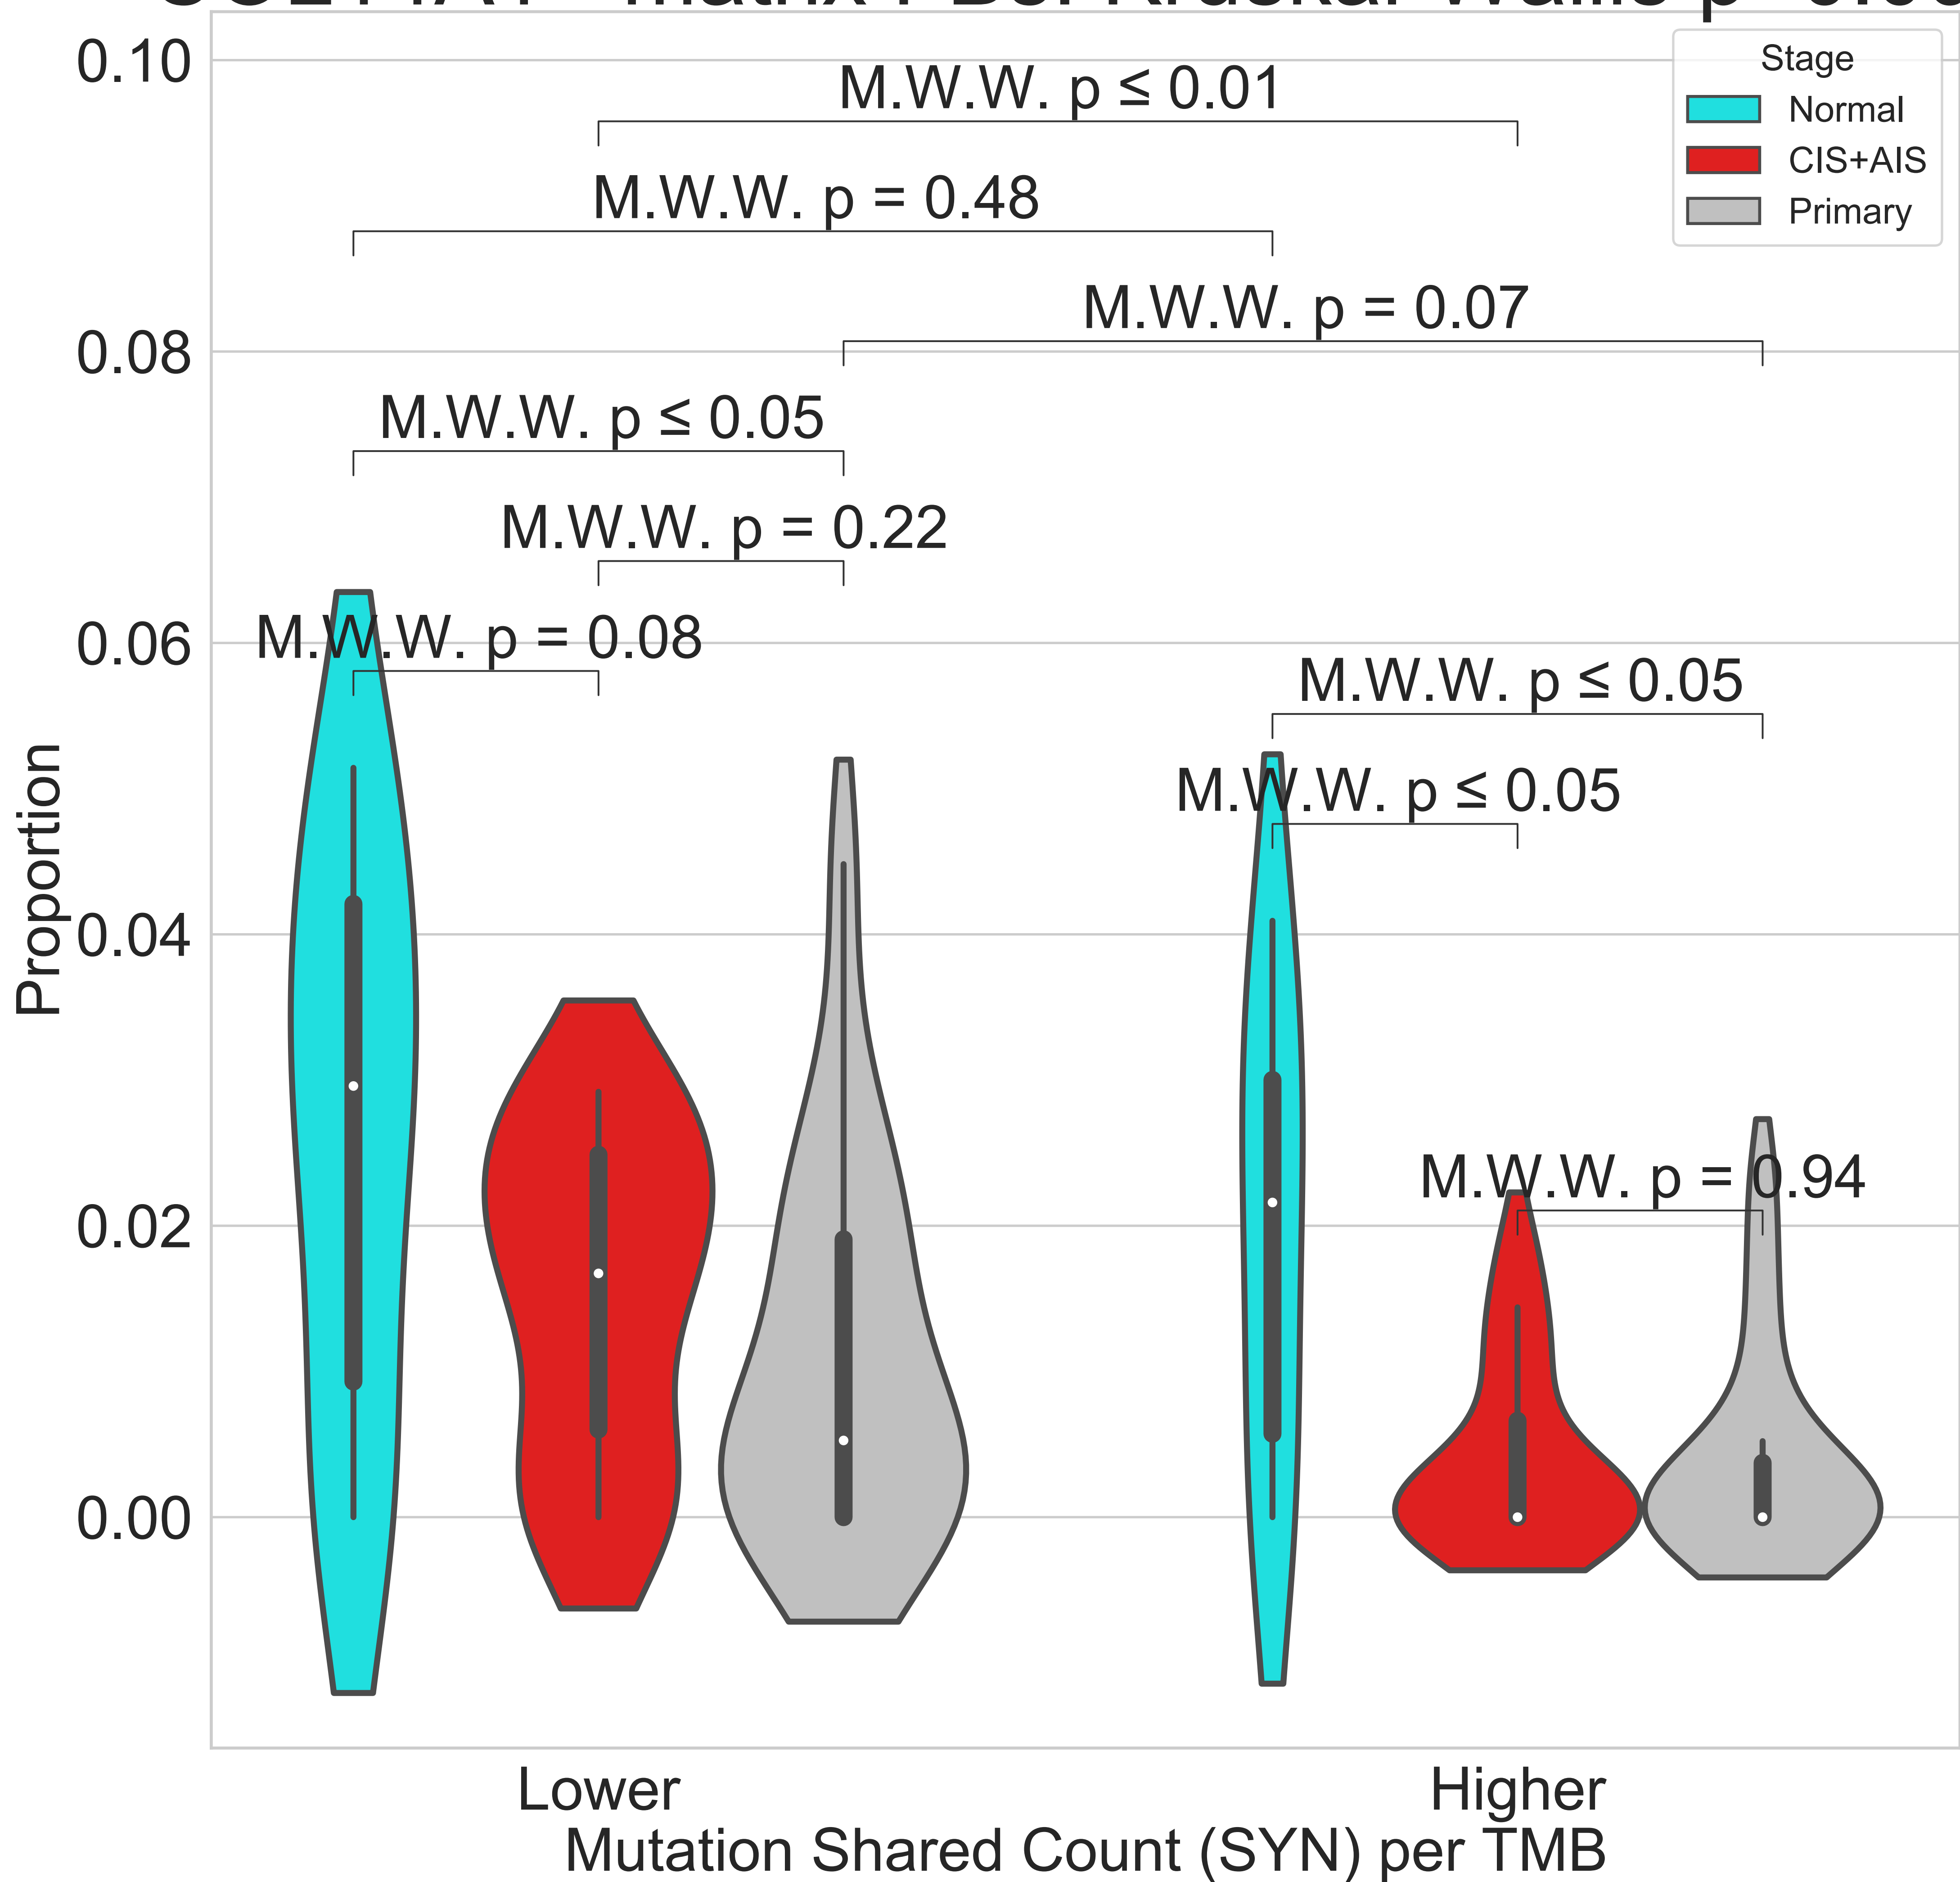 Stage
Normal
CIS+AIS
Primary
M.W.W. p ≤ 0.01
M.W.W. p = 0.48
M.W.W. p = 0.07
M.W.W. p ≤ 0.05
M.W.W. p = 0.22
M.W.W. p = 0.08
M.W.W. p ≤ 0.05
M.W.W. p ≤ 0.05
M.W.W. p = 0.94
0.10
0.08
0.06
0.04
0.02
0.00
Proportion
Lower
Higher
Mutation Shared Count (SYN) per TMB